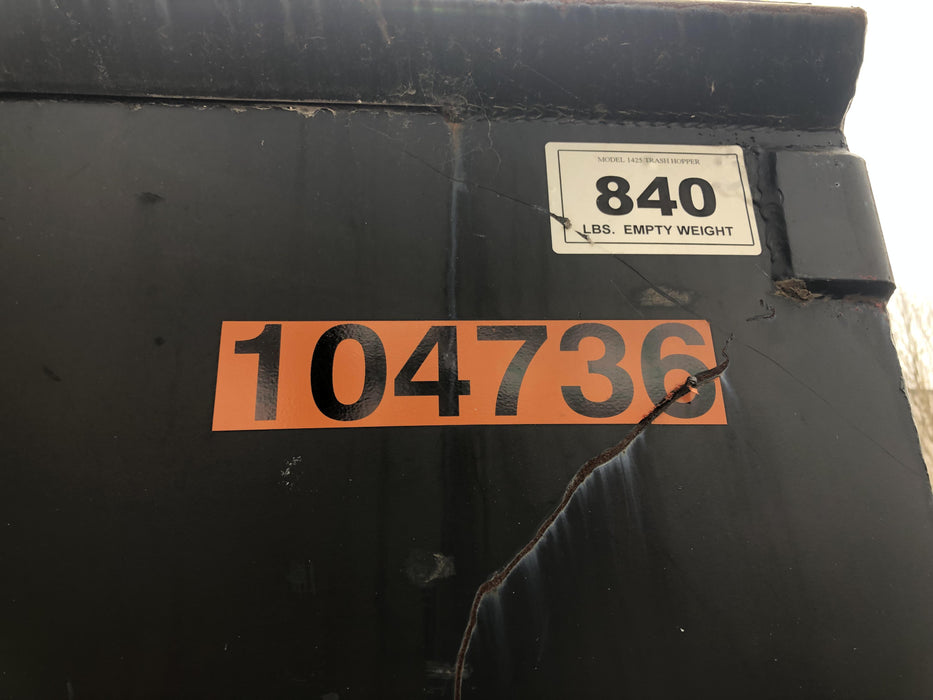 MODEL 1425 TRASH HOPPER
840
LBS. EMPTY WEIGHT
104736